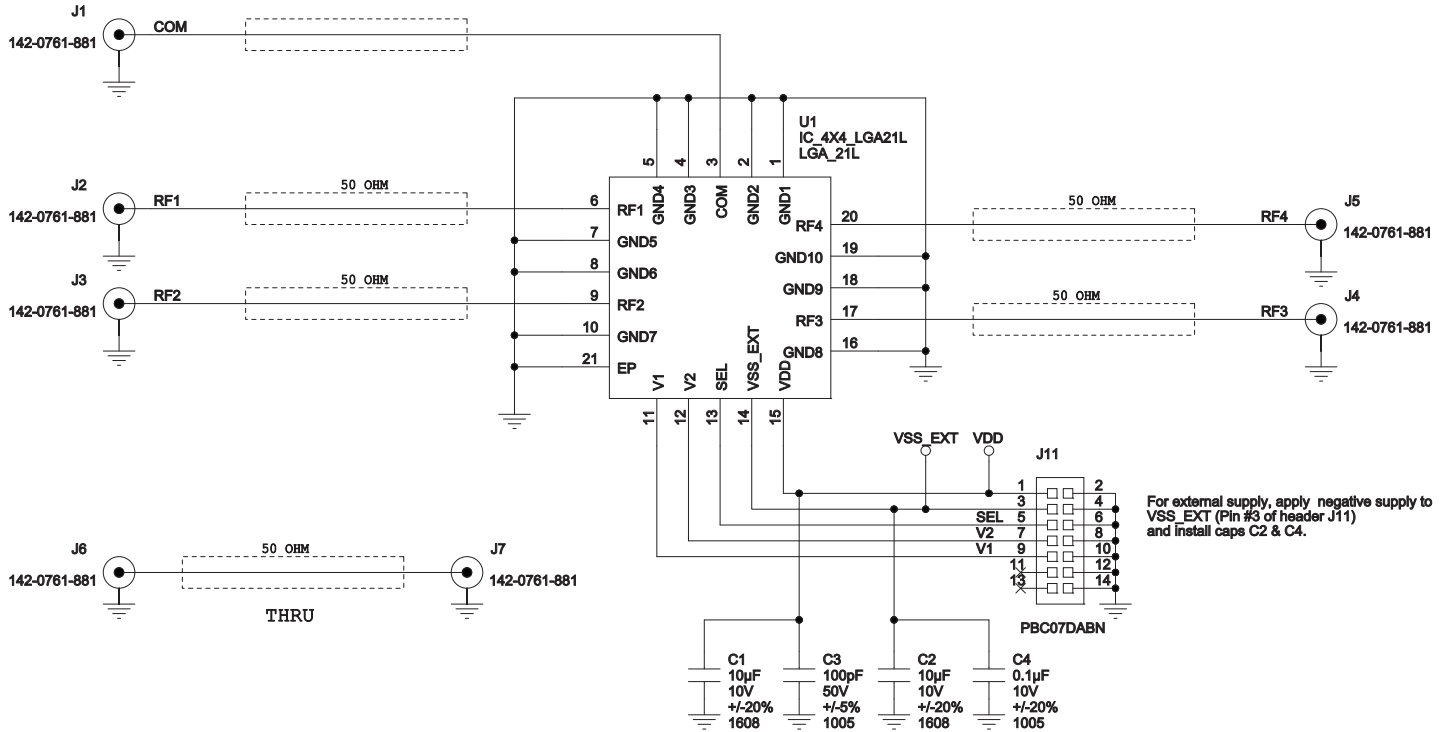 J1
142-0761-881
COM
U1
IC_4X4_LGA21L
LGA_21L
5
4
3
2
1
GND4
GND3
COM
GND2
GND1
J2
142-0761-881
RF1
50 OHM
6
RF1
7
GND5
8
GND6
J3
142-0761-881
RF2
50 OHM
9
RF2
10
GND7
21
EP
RF4
20
50 OHM
RF4
J5
142-0761-881
GND10
19
GND9
18
RF3
17
50 OHM
RF3
J4
142-0761-881
GND8
16
V1
V2
SEL
VSS_EXT
VDD
11
12
13
14
15
VSS_EXT
VDD
J11
1
2
3
4
SEL
5
6
V2
7
8
V1
9
10
11
12
13
14
PBC07DABN
For external supply, apply negative supply to
VSS_EXT (Pin #3 of header J11)
and install caps C2 & C4.
J6
142-0761-881
50 OHM
J7
142-0761-881
THRU
C1
10µF
10V
+/-20%
1608
C3
100pF
50V
+/-5%
1005
C2
10µF
10V
+/-20%
1608
C4
0.1µF
10V
+/-20%
1005